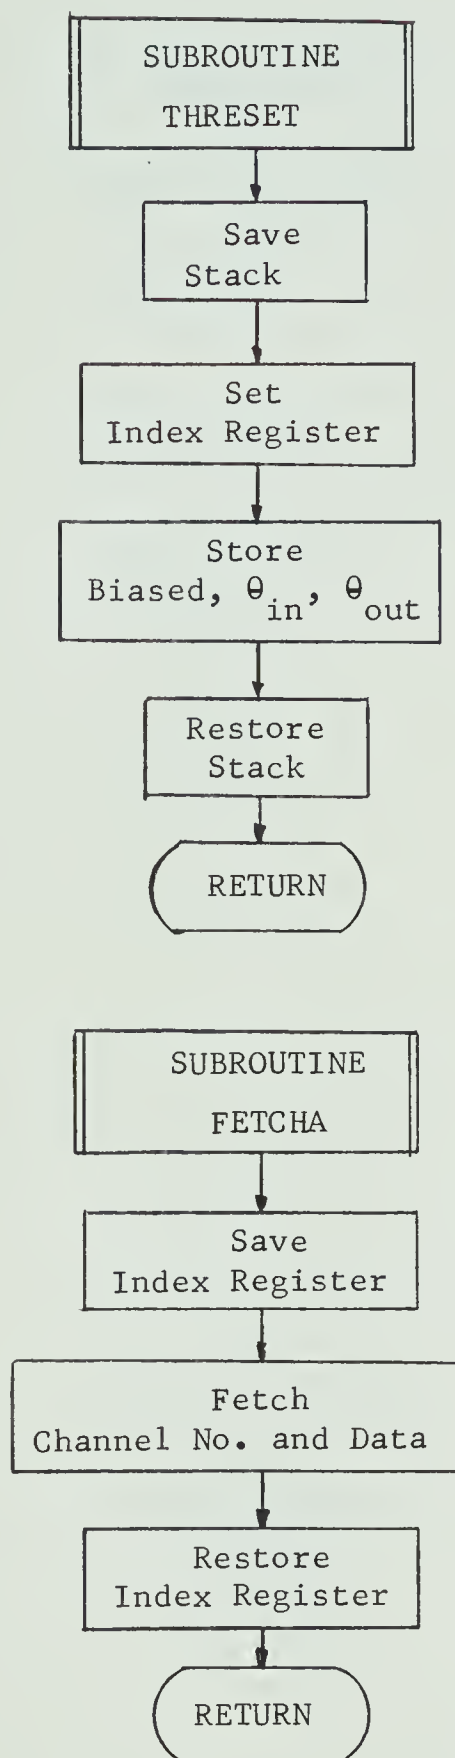 SUBROUTINE
THRESET
Save
Stack
Set
Index Register
Store
Biased, θin, θout
Restore
Stack
RETURN
SUBROUTINE
FETCHA
Save
Index Register
Fetch
Channel No. and Data
Restore
Index Register
RETURN